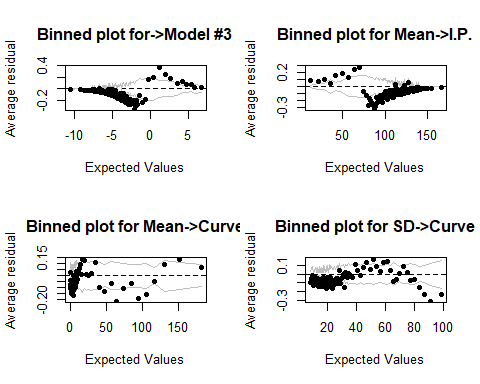 Binned plot for->Model #3
Average residual
0.4
-0.2
-10 -5 0 5
Expected Values
Binned plot for Mean->I.P.
Average residual
0.2
-0.3
50 100 150
Expected Values
Binned plot for Mean->Curve
Average residual
0.15
-0.20
0 50 100 150
Expected Values
Binned plot for SD->Curve
Average residual
0.1
-0.3
20 40 60 80 100
Expected Values